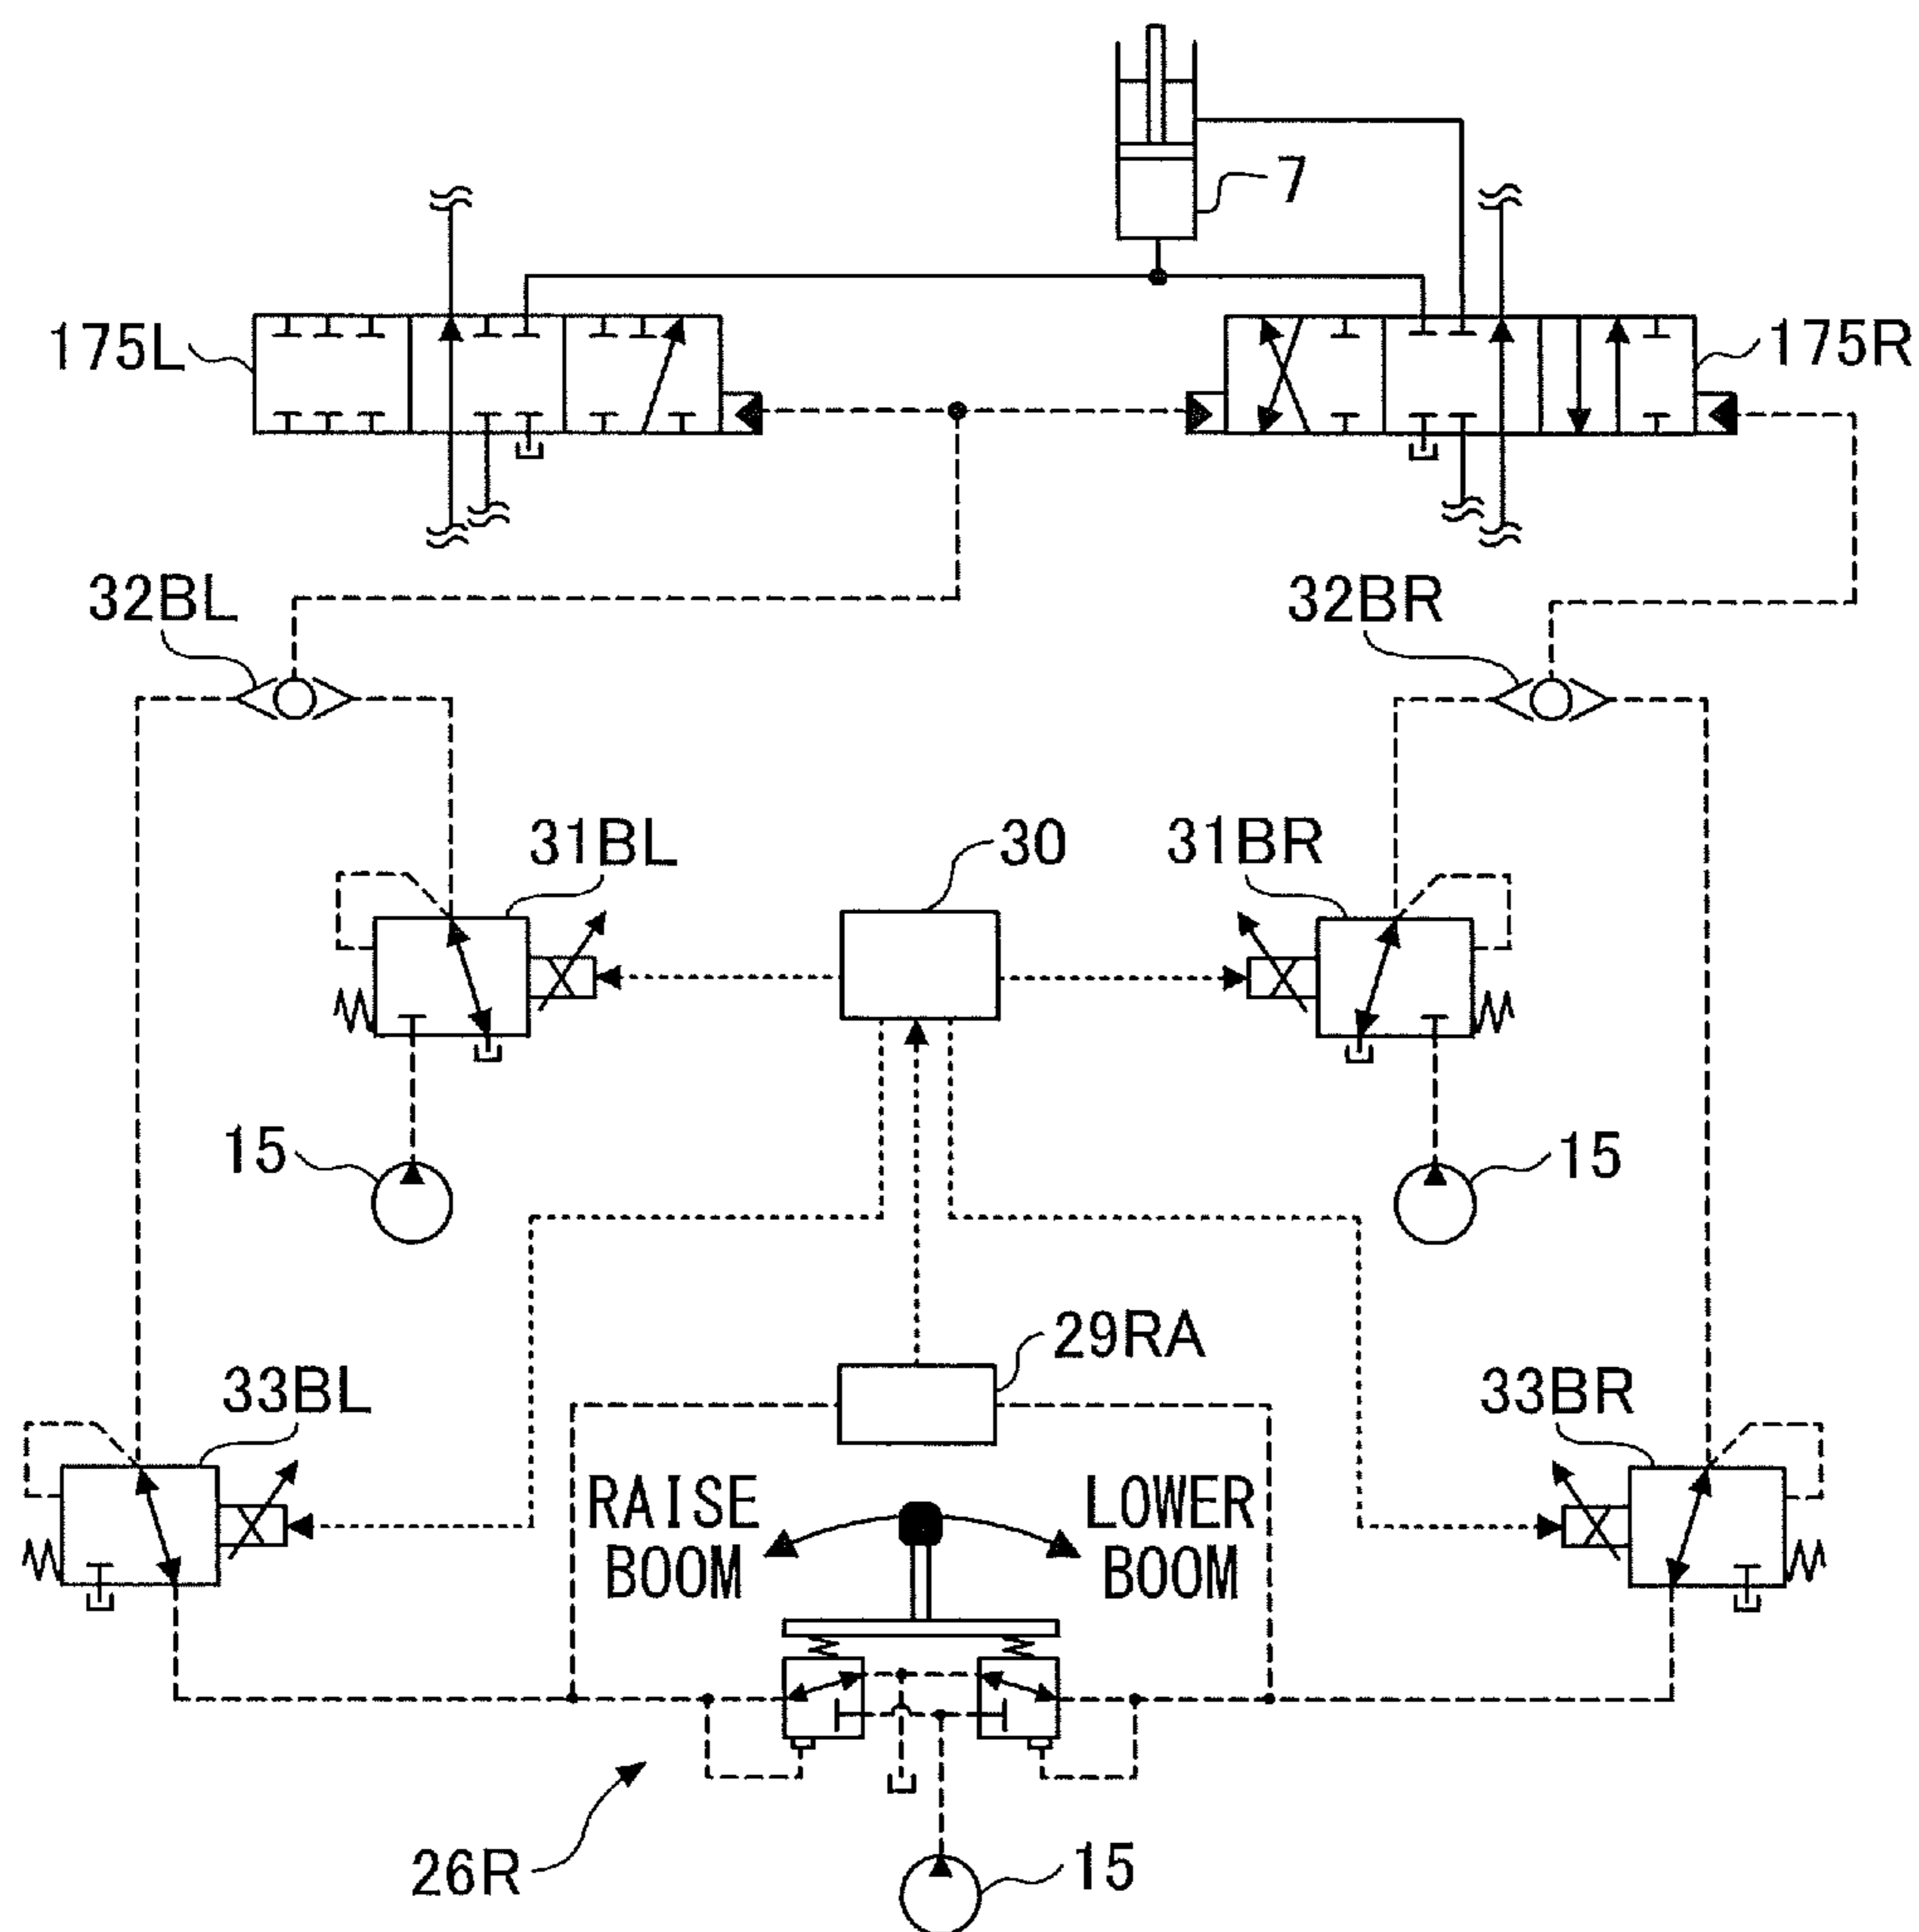 7
175L
175R
32BL
32BR
31BL
30
31BR
15
15
29RA
33BL
33BR
RAISE
BOOM
LOWER
BOOM
26R
15